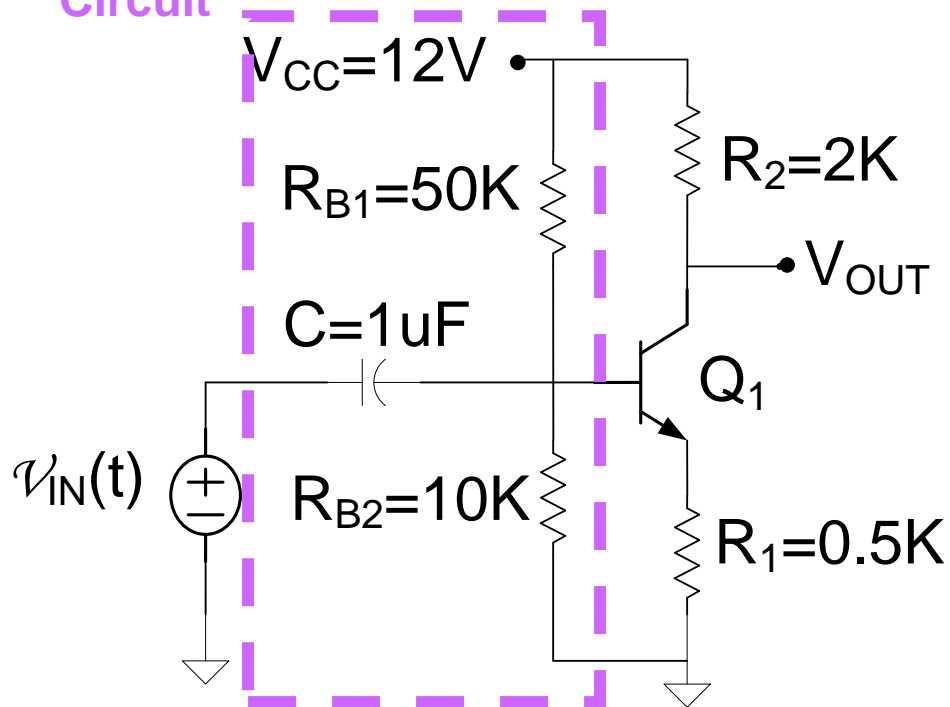 Circuit
VCC=12V
R2=2K
RB1=50K
VOUT
C=1uF
Q1
𝒱IN(t)
RB2=10K
R1=0.5K